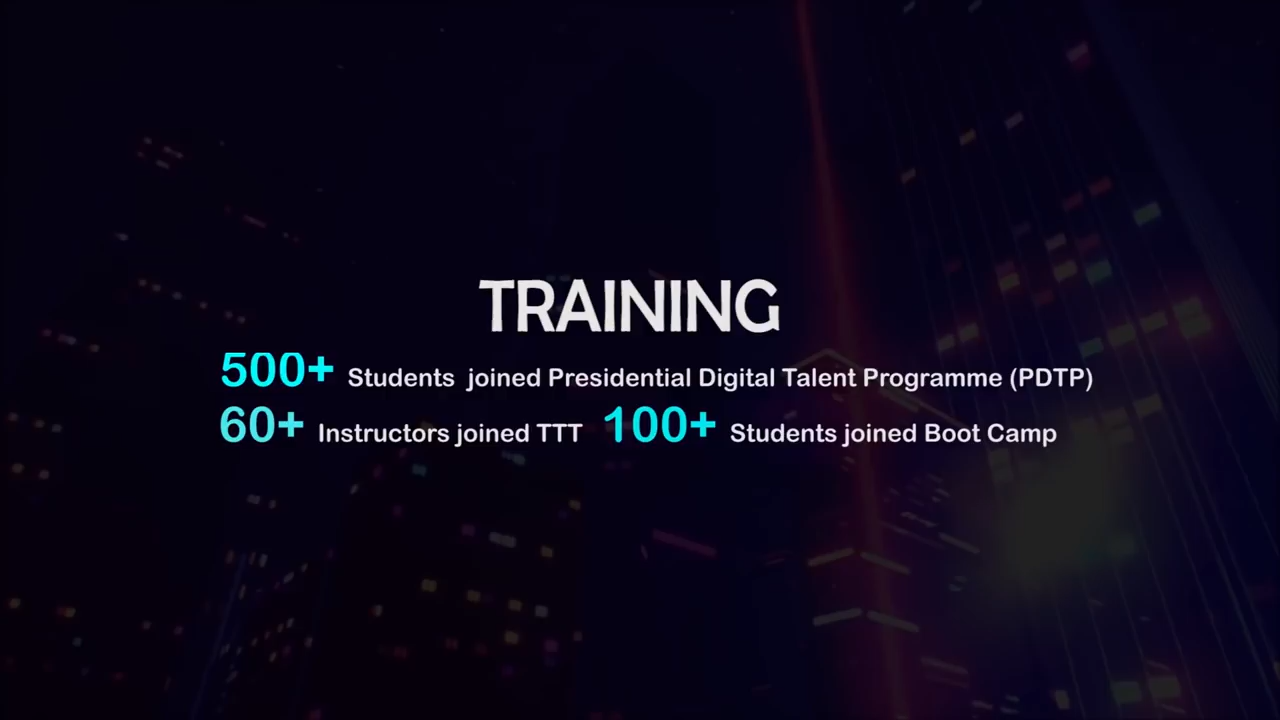 TRAINING
500+ Students joined Presidential Digital Talent Programme (PDTP)
60+ Instructors joined TTT 100+ Students joined Boot Camp